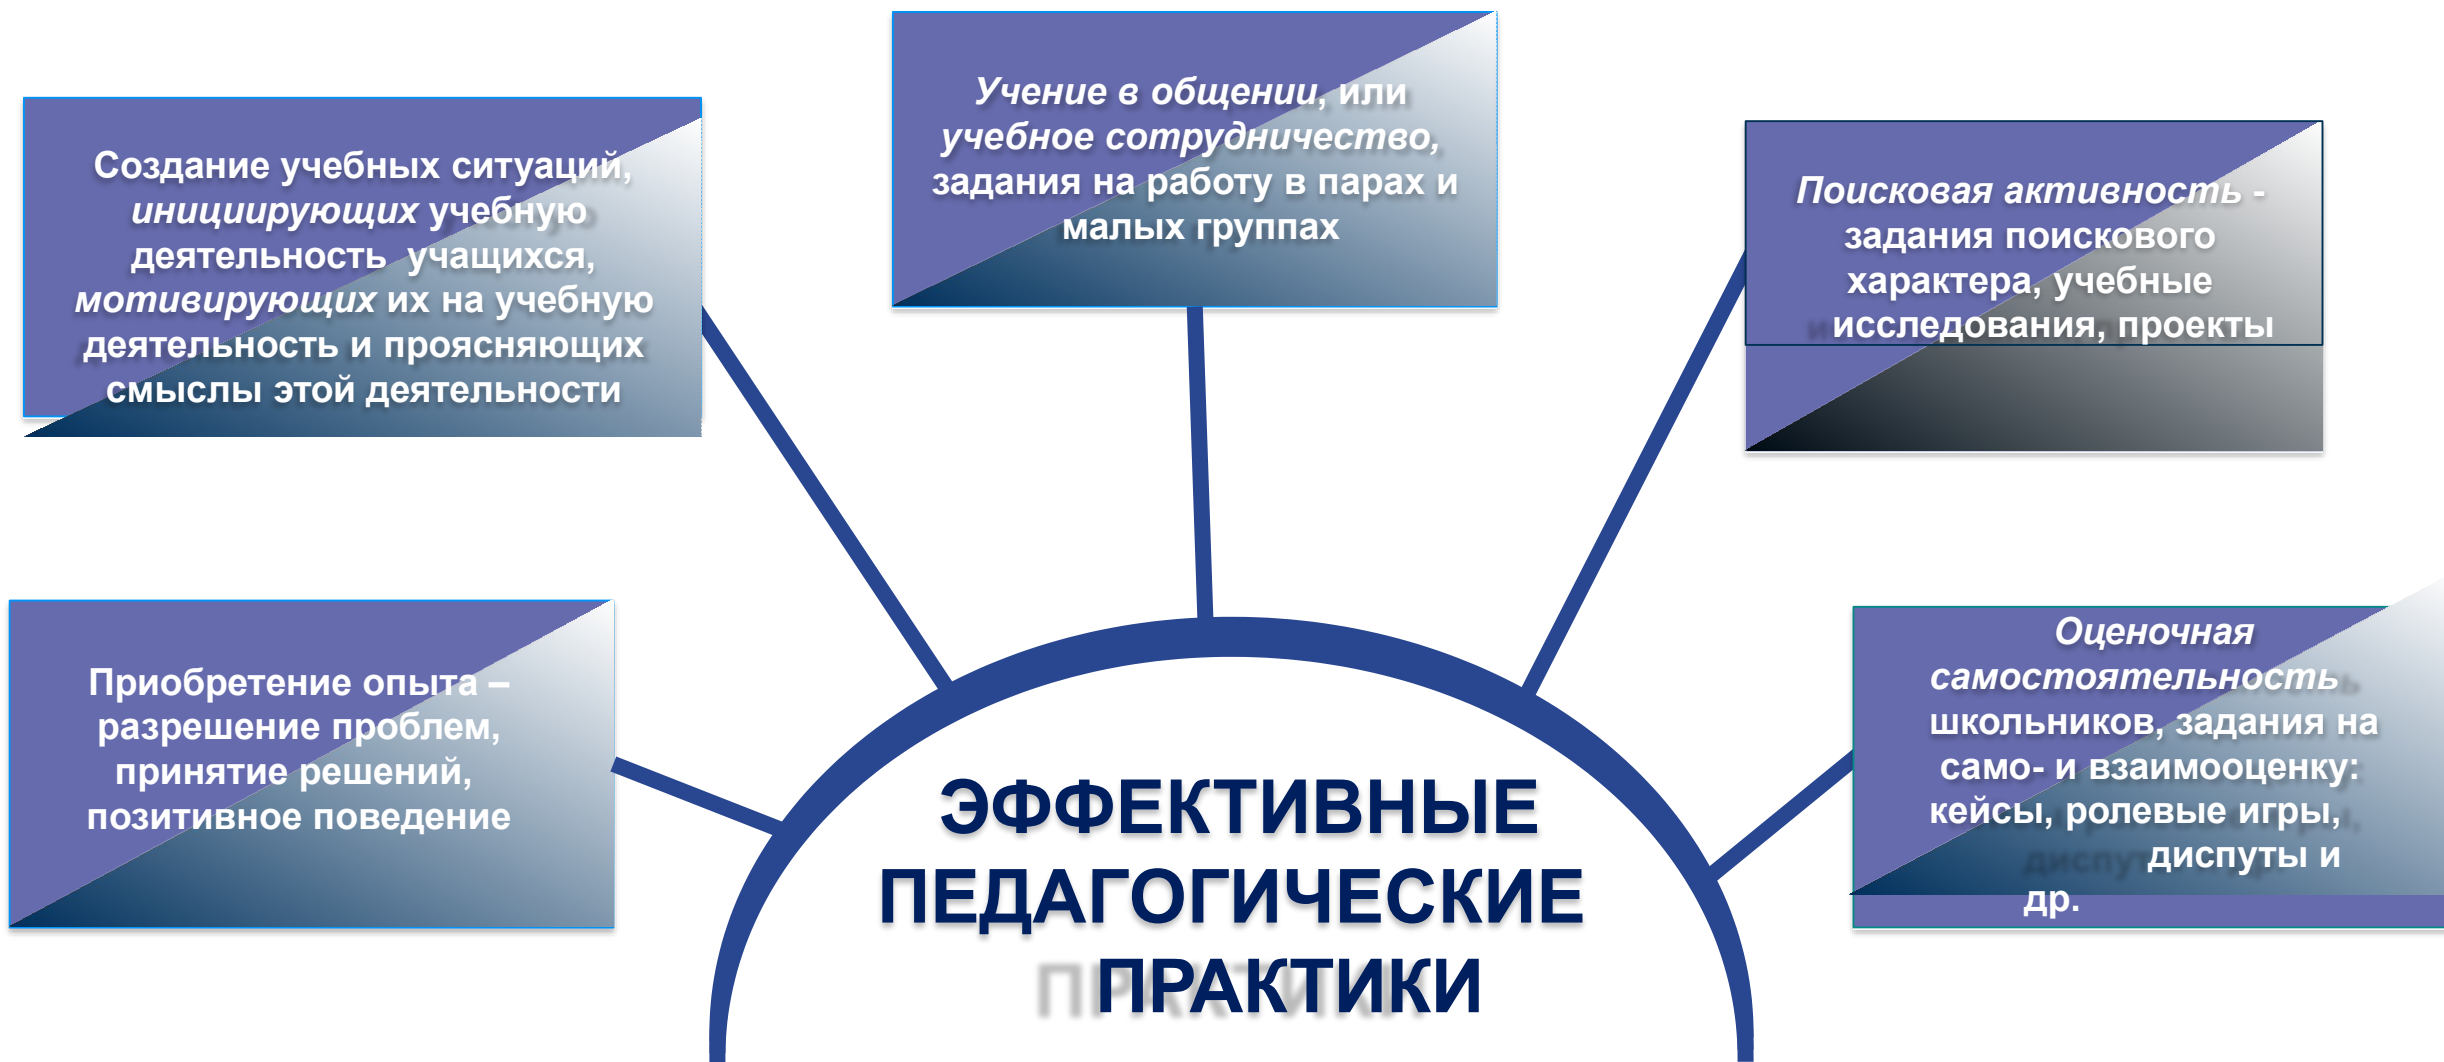 Учение в общении, или
учебное сотрудничество,
задания на работу в парах и
малых группах
Создание учебных ситуаций,
инициирующих учебную
деятельность учащихся,
мотивирующих их на учебную
деятельность и проясняющих
смыслы этой деятельности
Поисковая активность -
задания поискового
характера, учебные
исследования, проекты
Приобретение опыта –
разрешение проблем,
принятие решений,
позитивное поведение
Оценочная
самостоятельность
школьников, задания на
само- и взаимооценку:
кейсы, ролевые игры,
диспуты и
др.
ЭФФЕКТИВНЫЕ
ПЕДАГОГИЧЕСКИЕ
ПРАКТИКИ